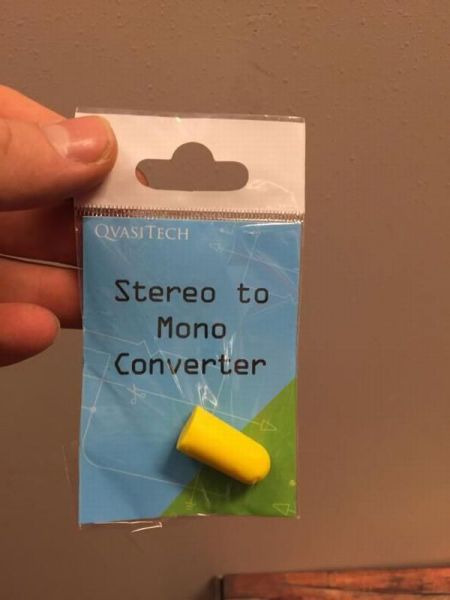 QVASITECH
Stereo to
Mono
Converter